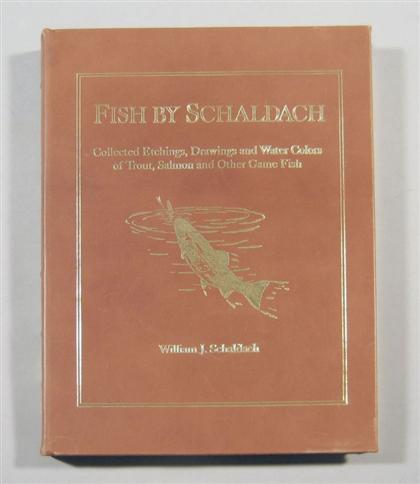 FISH BY SCHALDACH
Collected Etchings, Drawings and Water Colors
of Trout, Salmon and Other Game Fish
William J. Schaldach